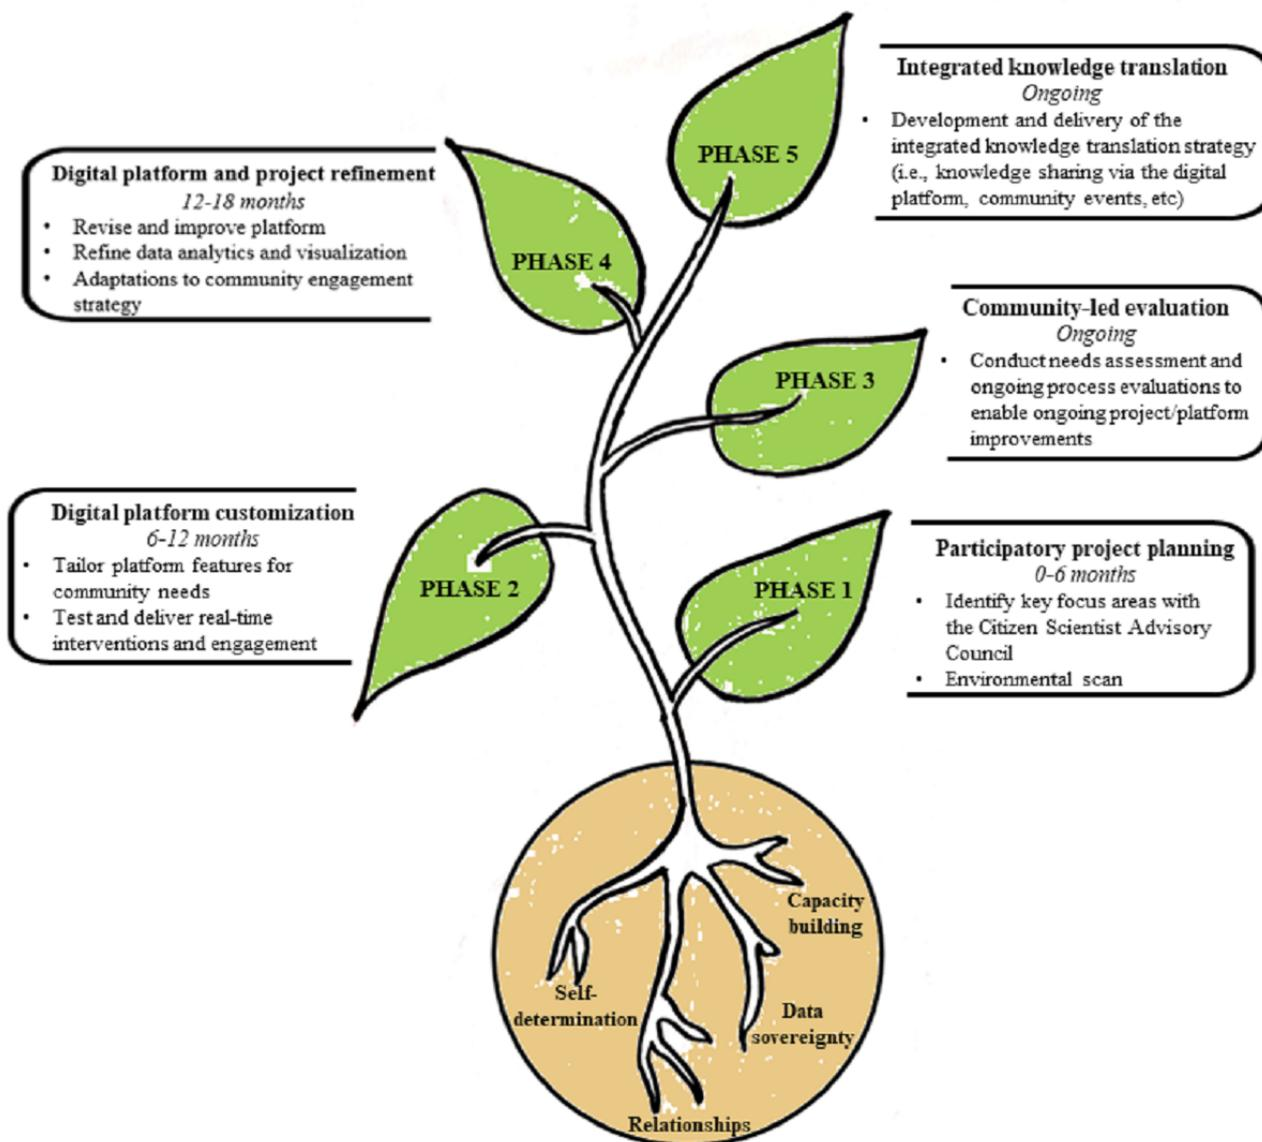 Integrated knowledge translation
Ongoing
• Development and delivery of the
integrated knowledge translation strategy
(i.e., knowledge sharing via the digital
platform, community events, etc)
PHASE 5
Digital platform and project refinement
12-18 months
• Revise and improve platform
• Refine data analytics and visualization
• Adaptations to community engagement
strategy
PHASE 4
Community-led evaluation
Ongoing
• Conduct needs assessment and
ongoing process evaluations to
enable ongoing project/platform
improvements
PHASE 3
Digital platform customization
6-12 months
• Tailor platform features for
community needs
• Test and deliver real-time
interventions and engagement
PHASE 2
Participatory project planning
0-6 months
• Identify key focus areas with
the Citizen Scientist Advisory
Council
• Environmental scan
PHASE 1
Capacity
building
Self-
determination
Data
sovereignty
Relationships